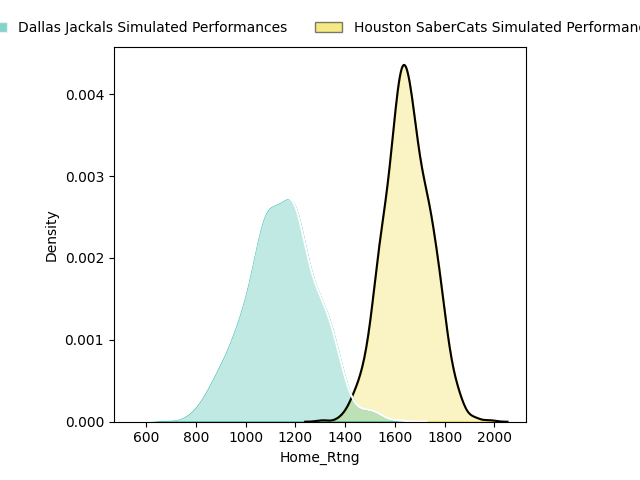 Dallas Jackals Simulated Performances
Houston SaberCats Simulated
0.004
0.003
0.002
0.001
0.000
Density
600 800 1000 1200 1400 1600 1800 2000
Home_Rtng